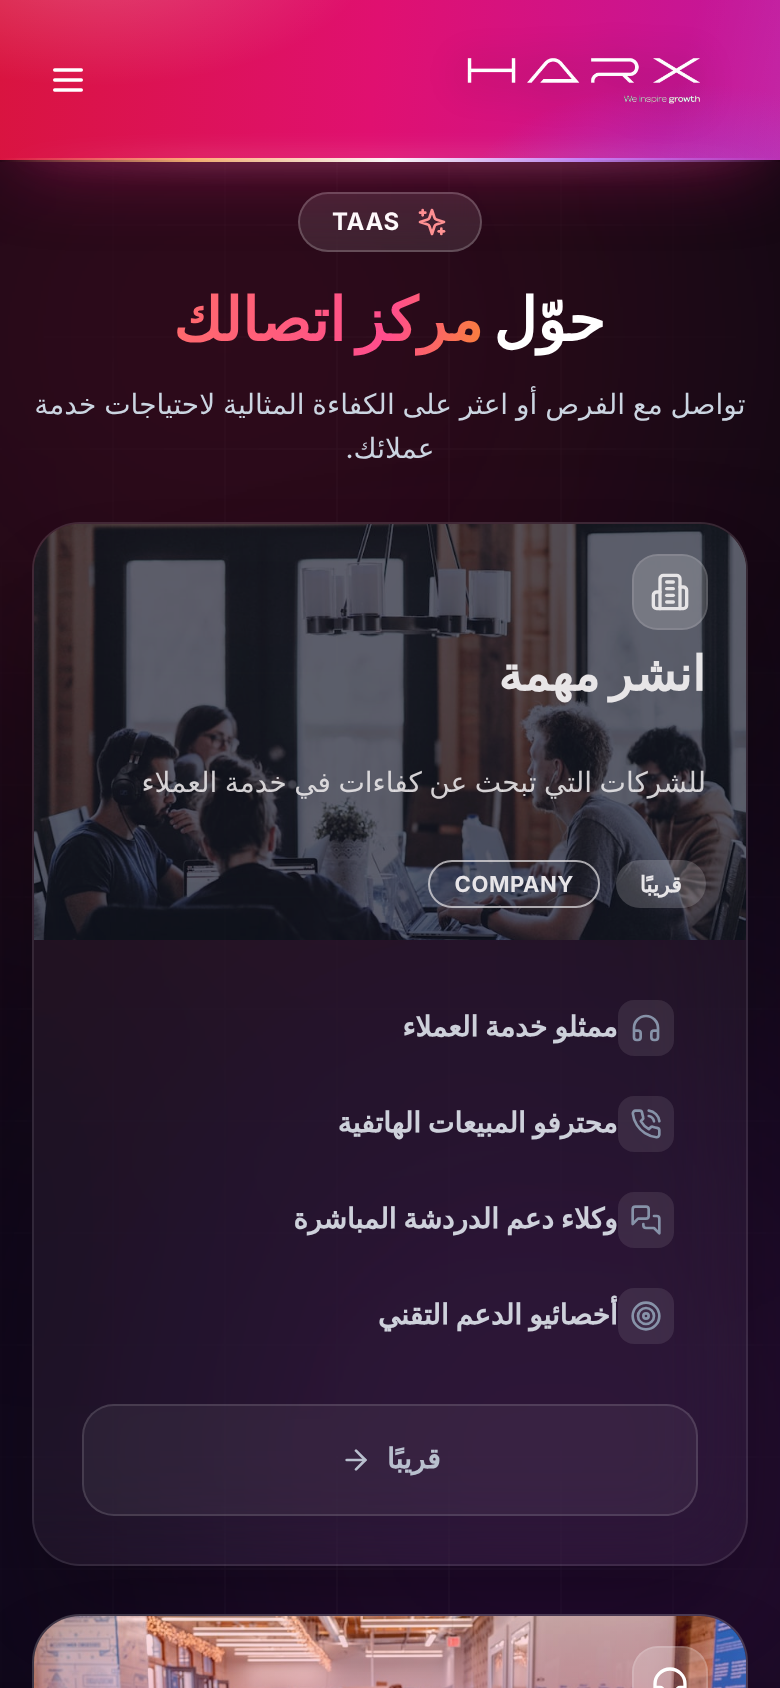 HARX
We inspire growth
TAAS
حوّل مركز اتصالك
تواصل مع الفرص أو اعثر على الكفاءة المثالية لاحتياجات خدمة
عملائك.
انشر مهمة
للشركات التي تبحث عن كفاءات في خدمة العملاء
قريبًا
COMPANY
ممثلو خدمة العملاء
محترفو المبيعات الهاتفية
وكلاء دعم الدردشة المباشرة
أخصائيو الدعم التقني
قريبًا